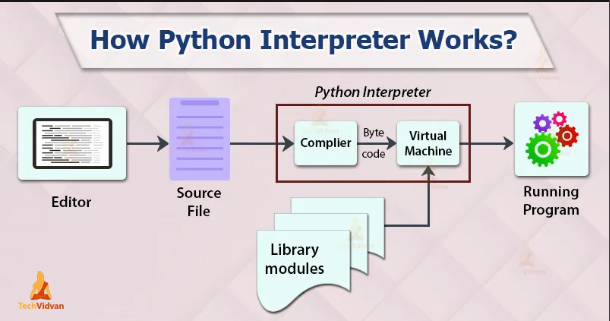 How Python Interpreter Works?
Python Interpreter
Editor
Source
File
Complier
Byte
code
Virtual
Machine
Running
Program
Library
modules
TechVidvan